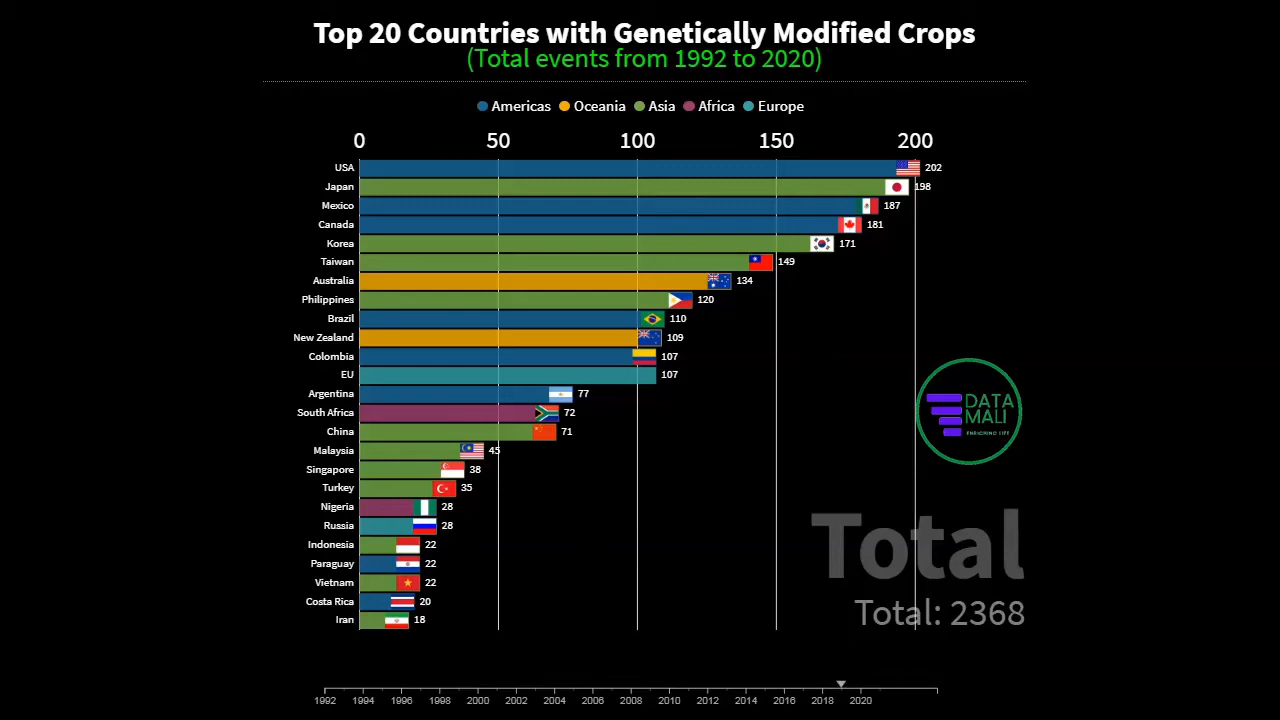 Top 20 Countries with Genetically Modified Crops
(Total events from 1992 to 2020)
Americas Oceania Asia Africa Europe
0 50 100 150 200
USA 202
Japan 198
Mexico 187
Canada 181
Korea 171
Taiwan 149
Australia 134
Philippines 120
Brazil 110
New Zealand 109
Colombia 107
EU 107
Argentina 77
South Africa 72
China 71
Malaysia 45
Singapore 38
Turkey 35
Nigeria 28
Russia 28
Indonesia 22
Paraguay 22
Vietnam 22
Costa Rica 20
Iran 18
DATA
MALI
ENRICHING LIFE
Total
Total: 2368
1992 1994 1996 1998 2000 2002 2004 2006 2008 2010 2012 2014 2016 2018 2020